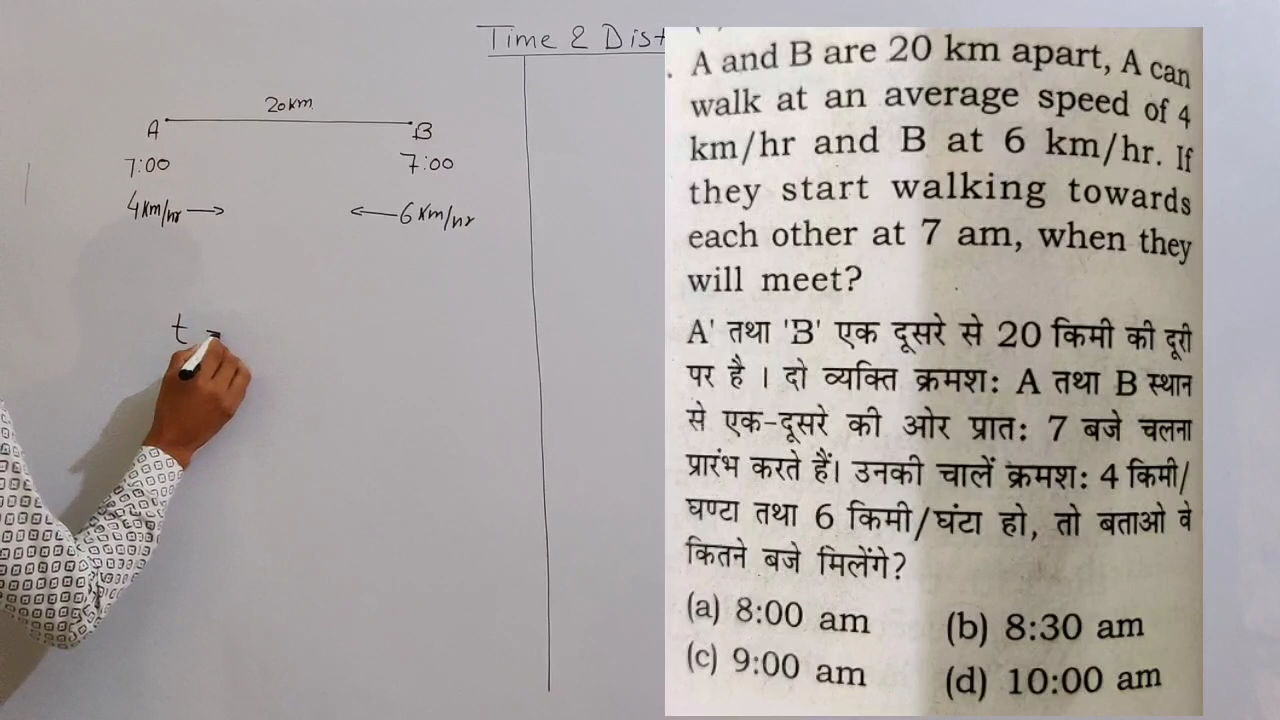 Time & Dist
20km
A B
7:00 7:00
4km/hr → ← 6km/hr
t
A and B are 20 km apart, A can
walk at an average speed of 4
km/hr and B at 6 km/hr. If
they start walking towards
each other at 7 am, when they
will meet?
A' तथा 'B' एक दूसरे से 20 किमी की दूरी
पर है । दो व्यक्ति क्रमश: A तथा B स्थान
से एक-दूसरे की ओर प्रात: 7 बजे चलना
प्रारंभ करते हैं। उनकी चालें क्रमश: 4 किमी/
घण्टा तथा 6 किमी/घंटा हो, तो बताओ वे
कितने बजे मिलेंगे?
(a) 8:00 am (b) 8:30 am
(c) 9:00 am (d) 10:00 am